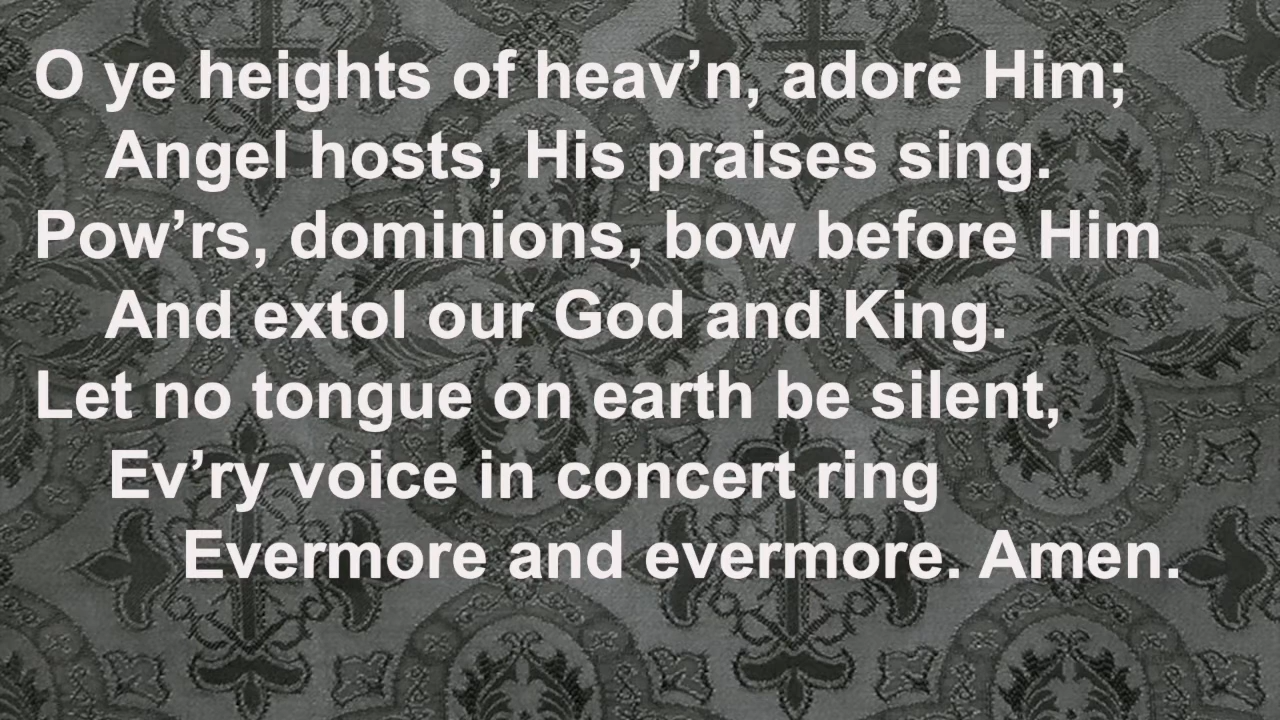 O ye heights of heav’n, adore Him;
Angel hosts, His praises sing.
Pow’rs, dominions, bow before Him
And extol our God and King.
Let no tongue on earth be silent,
Ev’ry voice in concert ring
Evermore and evermore. Amen.